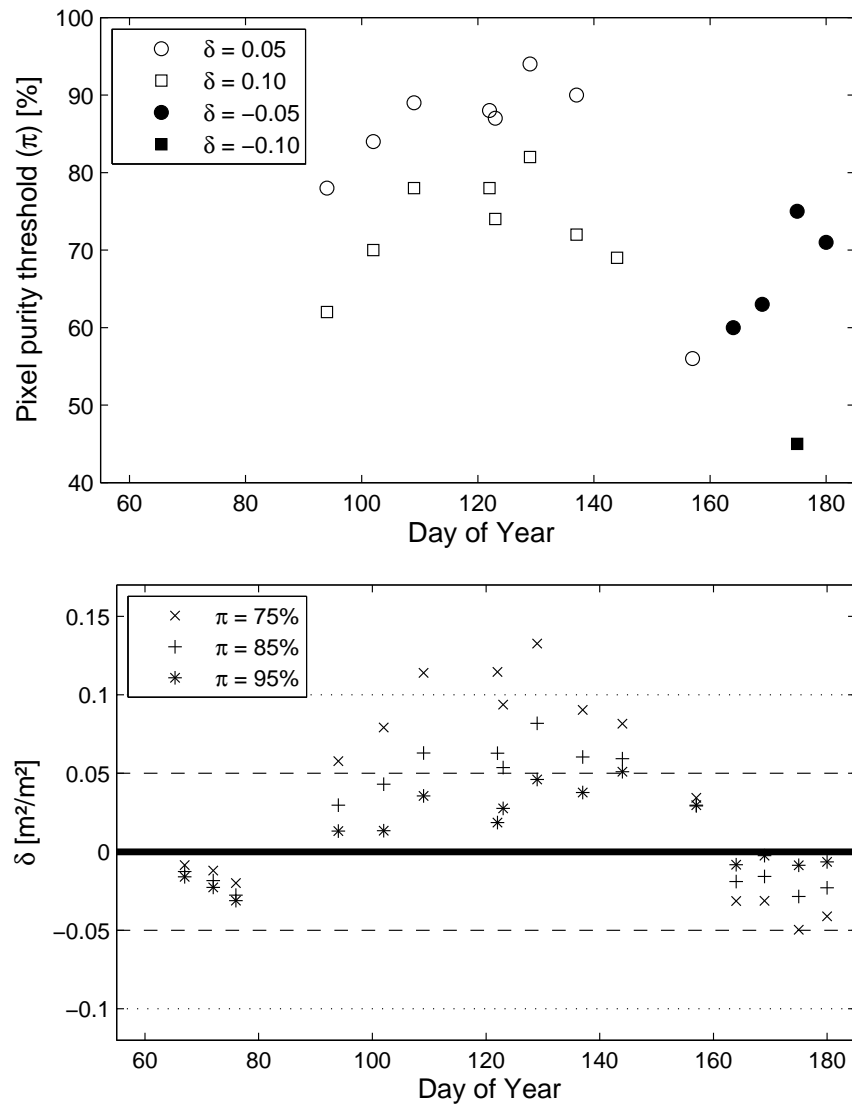 100
90
80
70
60
50
40
Pixel purity threshold (π) [%]
δ = 0.05
δ = 0.10
δ = −0.05
δ = −0.10
60 80 100 120 140 160 180
Day of Year
0.15
0.1
0.05
0
−0.05
−0.1
δ [m²/m²]
π = 75%
π = 85%
π = 95%
60 80 100 120 140 160 180
Day of Year